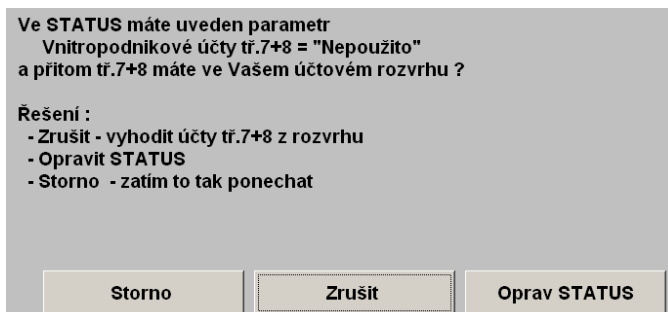 Ve STATUS máte uveden parametr
Vnitropodnikové účty tř.7+8 = "Nepoužito"
a přitom tř.7+8 máte ve Vašem účtovém rozvrhu ?
Řešení :
- Zrušit - vyhodit účty tř.7+8 z rozvrhu
- Opravit STATUS
- Storno - zatím to tak ponechat
Storno Zrušit Oprav STATUS